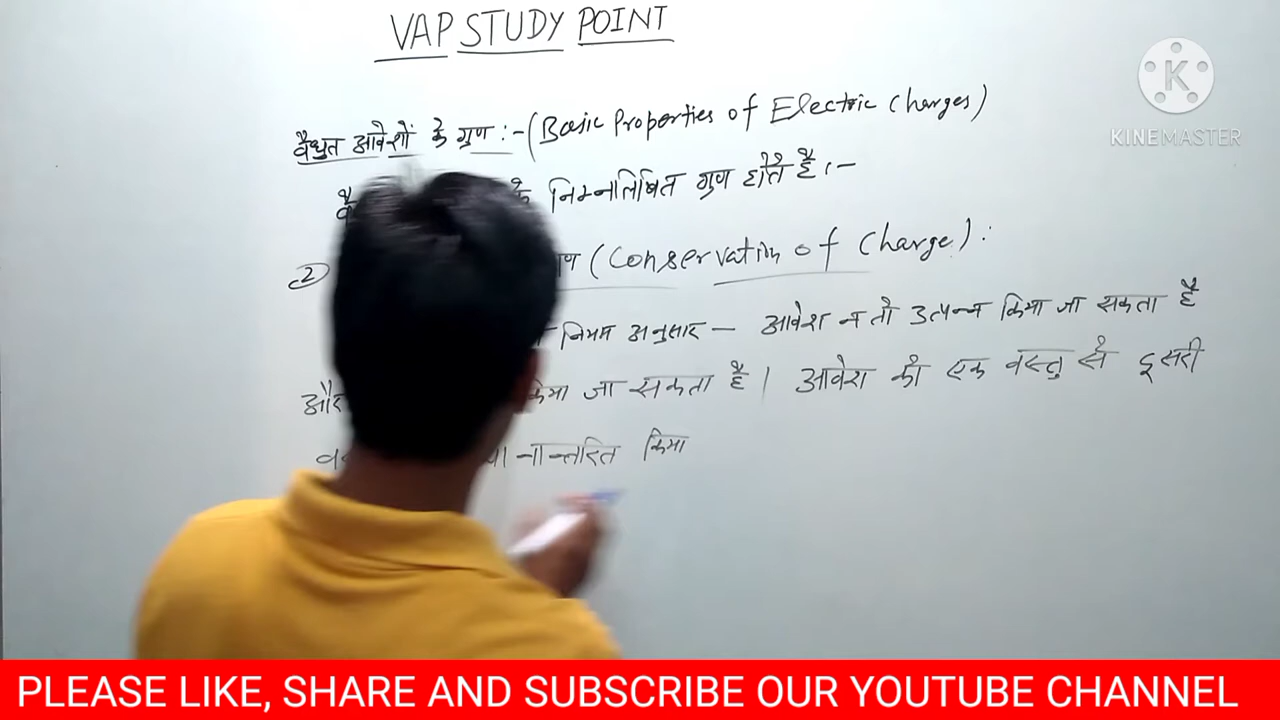 VAP STUDY POINT
वैधुत आवेशों के गुण :- (Basic Properties of Electric Charges)
के निम्नलिखित गुण होते है :-
(2) (Conservation of Charge) :
नियम अनुसार — आवेश न तो उत्पन्न किया जा सकता है
और किया जा सकता है । आवेश को एक वस्तु से दूसरी
किया
KINEMASTER
PLEASE LIKE, SHARE AND SUBSCRIBE OUR YOUTUBE CHANNEL